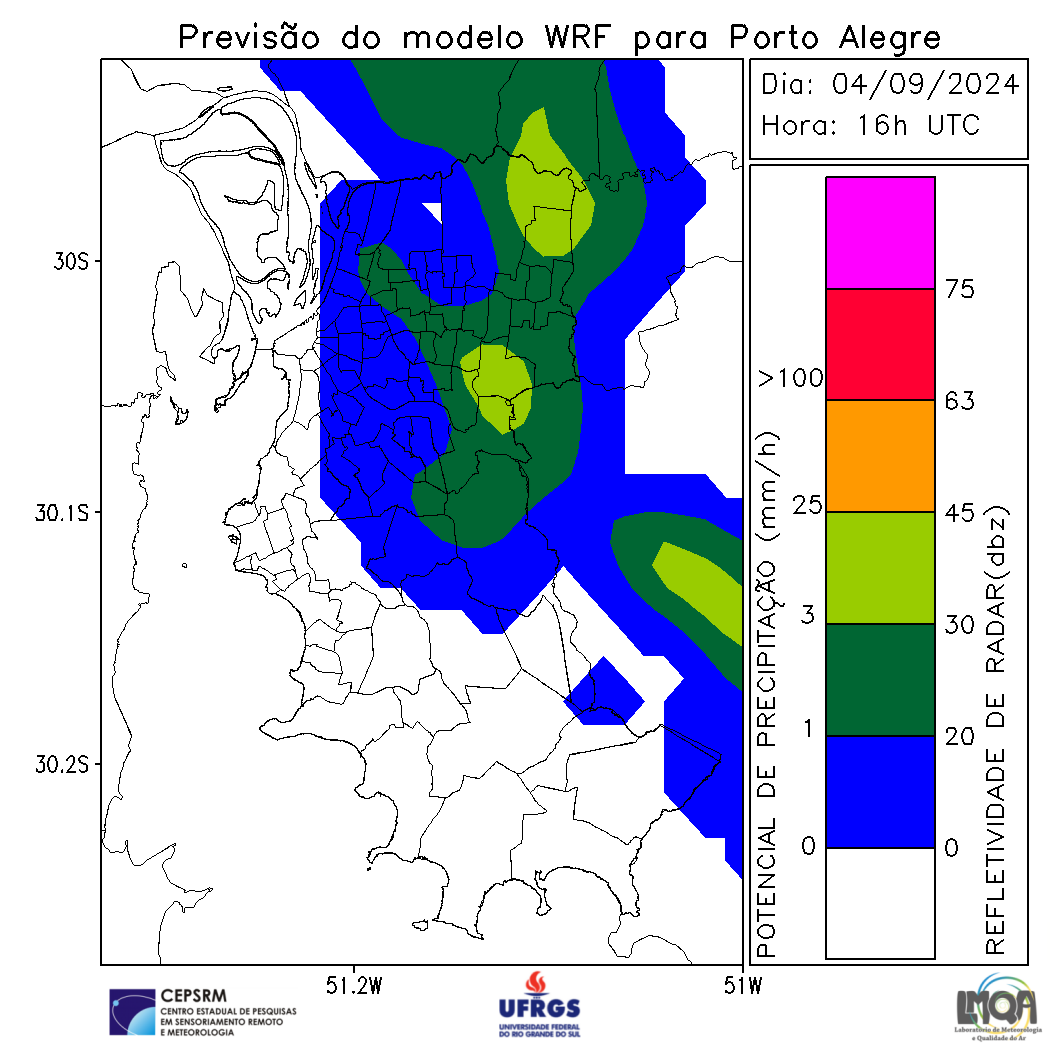 Previsão do modelo WRF para Porto Alegre
Dia: 04/09/2024
Hora: 16h UTC
30S
30.1S
30.2S
51.2W
51W
POTENCIAL DE PRECIPITAÇÃO (mm/h)
>100
25
3
1
0
75
63
45
30
20
0
REFLETIVIDADE DE RADAR(dbz)
CEPSRM
CENTRO ESTADUAL DE PESQUISAS
EM SENSORIAMENTO REMOTO
E METEOROLOGIA
UFRGS
UNIVERSIDADE FEDERAL
DO RIO GRANDE DO SUL
LMQA
Laboratório de Meteorologia
e Qualidade do Ar